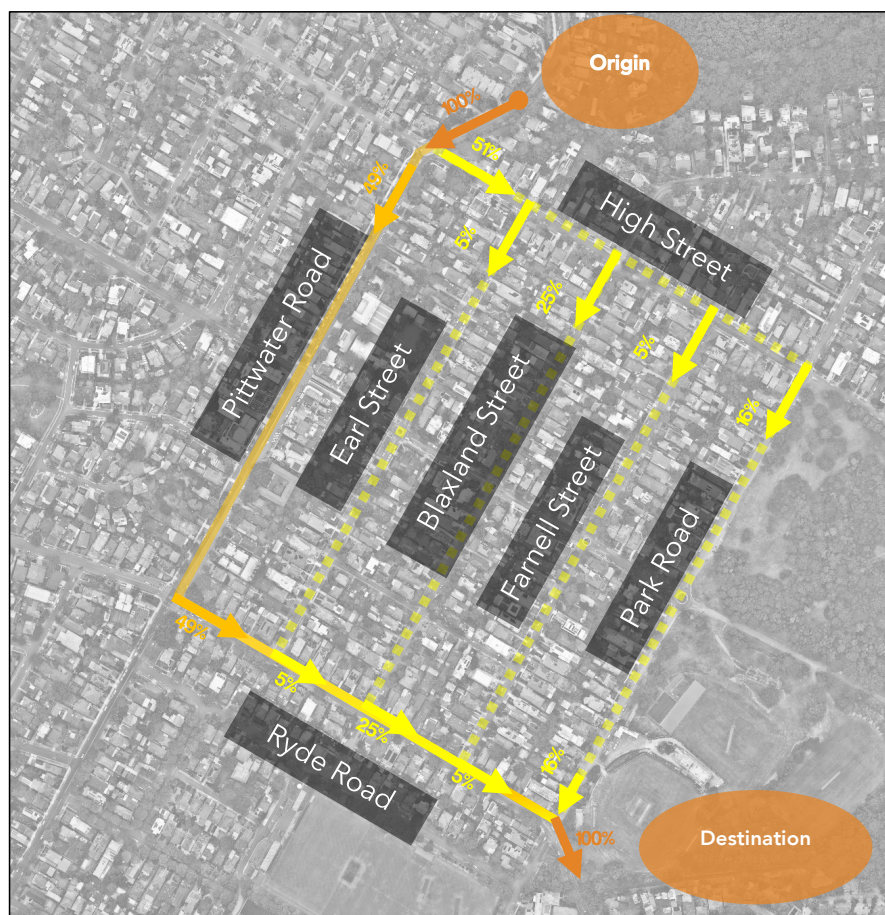 Origin
100%
51%
49%
High Street
5%
25%
5%
16%
Pittwater Road
Earl Street
Blaxland Street
Farnell Street
Park Road
49%
5%
25%
5%
16%
Ryde Road
100%
Destination